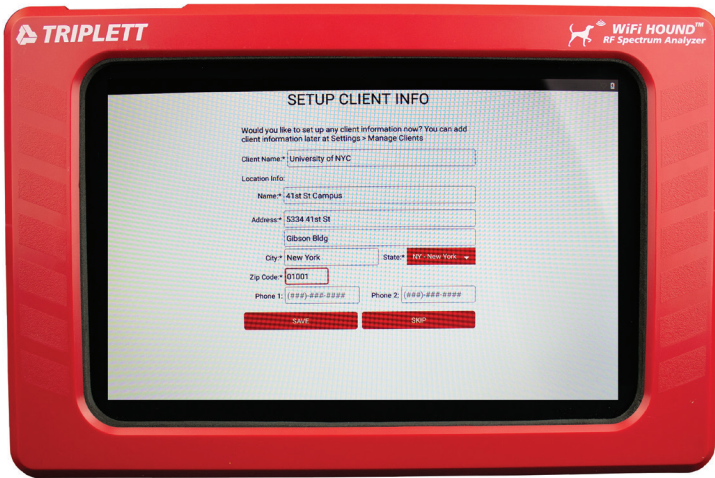 TRIPLETT
WiFi HOUND™
RF Spectrum Analyzer
SETUP CLIENT INFO
Would you like to set up any client information now? You can add
client information later at Settings > Manage Clients
Client Name:* University of NYC
Location Info:
Name:* 41st St Campus
Address:* 5334 41st St
Gibson Bldg
City:* New York State:* NY - New York
Zip Code:* 01001
Phone 1: (###)-###-#### Phone 2: (###)-###-####
SAVE SKIP